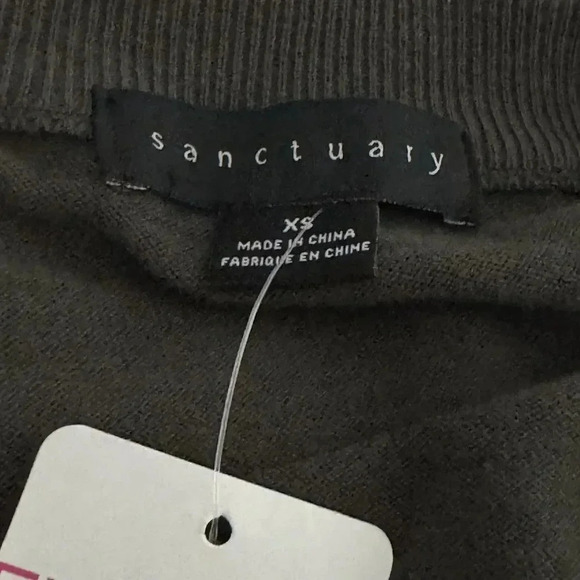 sanctuary
XS
MADE IN CHINA
FABRIQUE EN CHINE